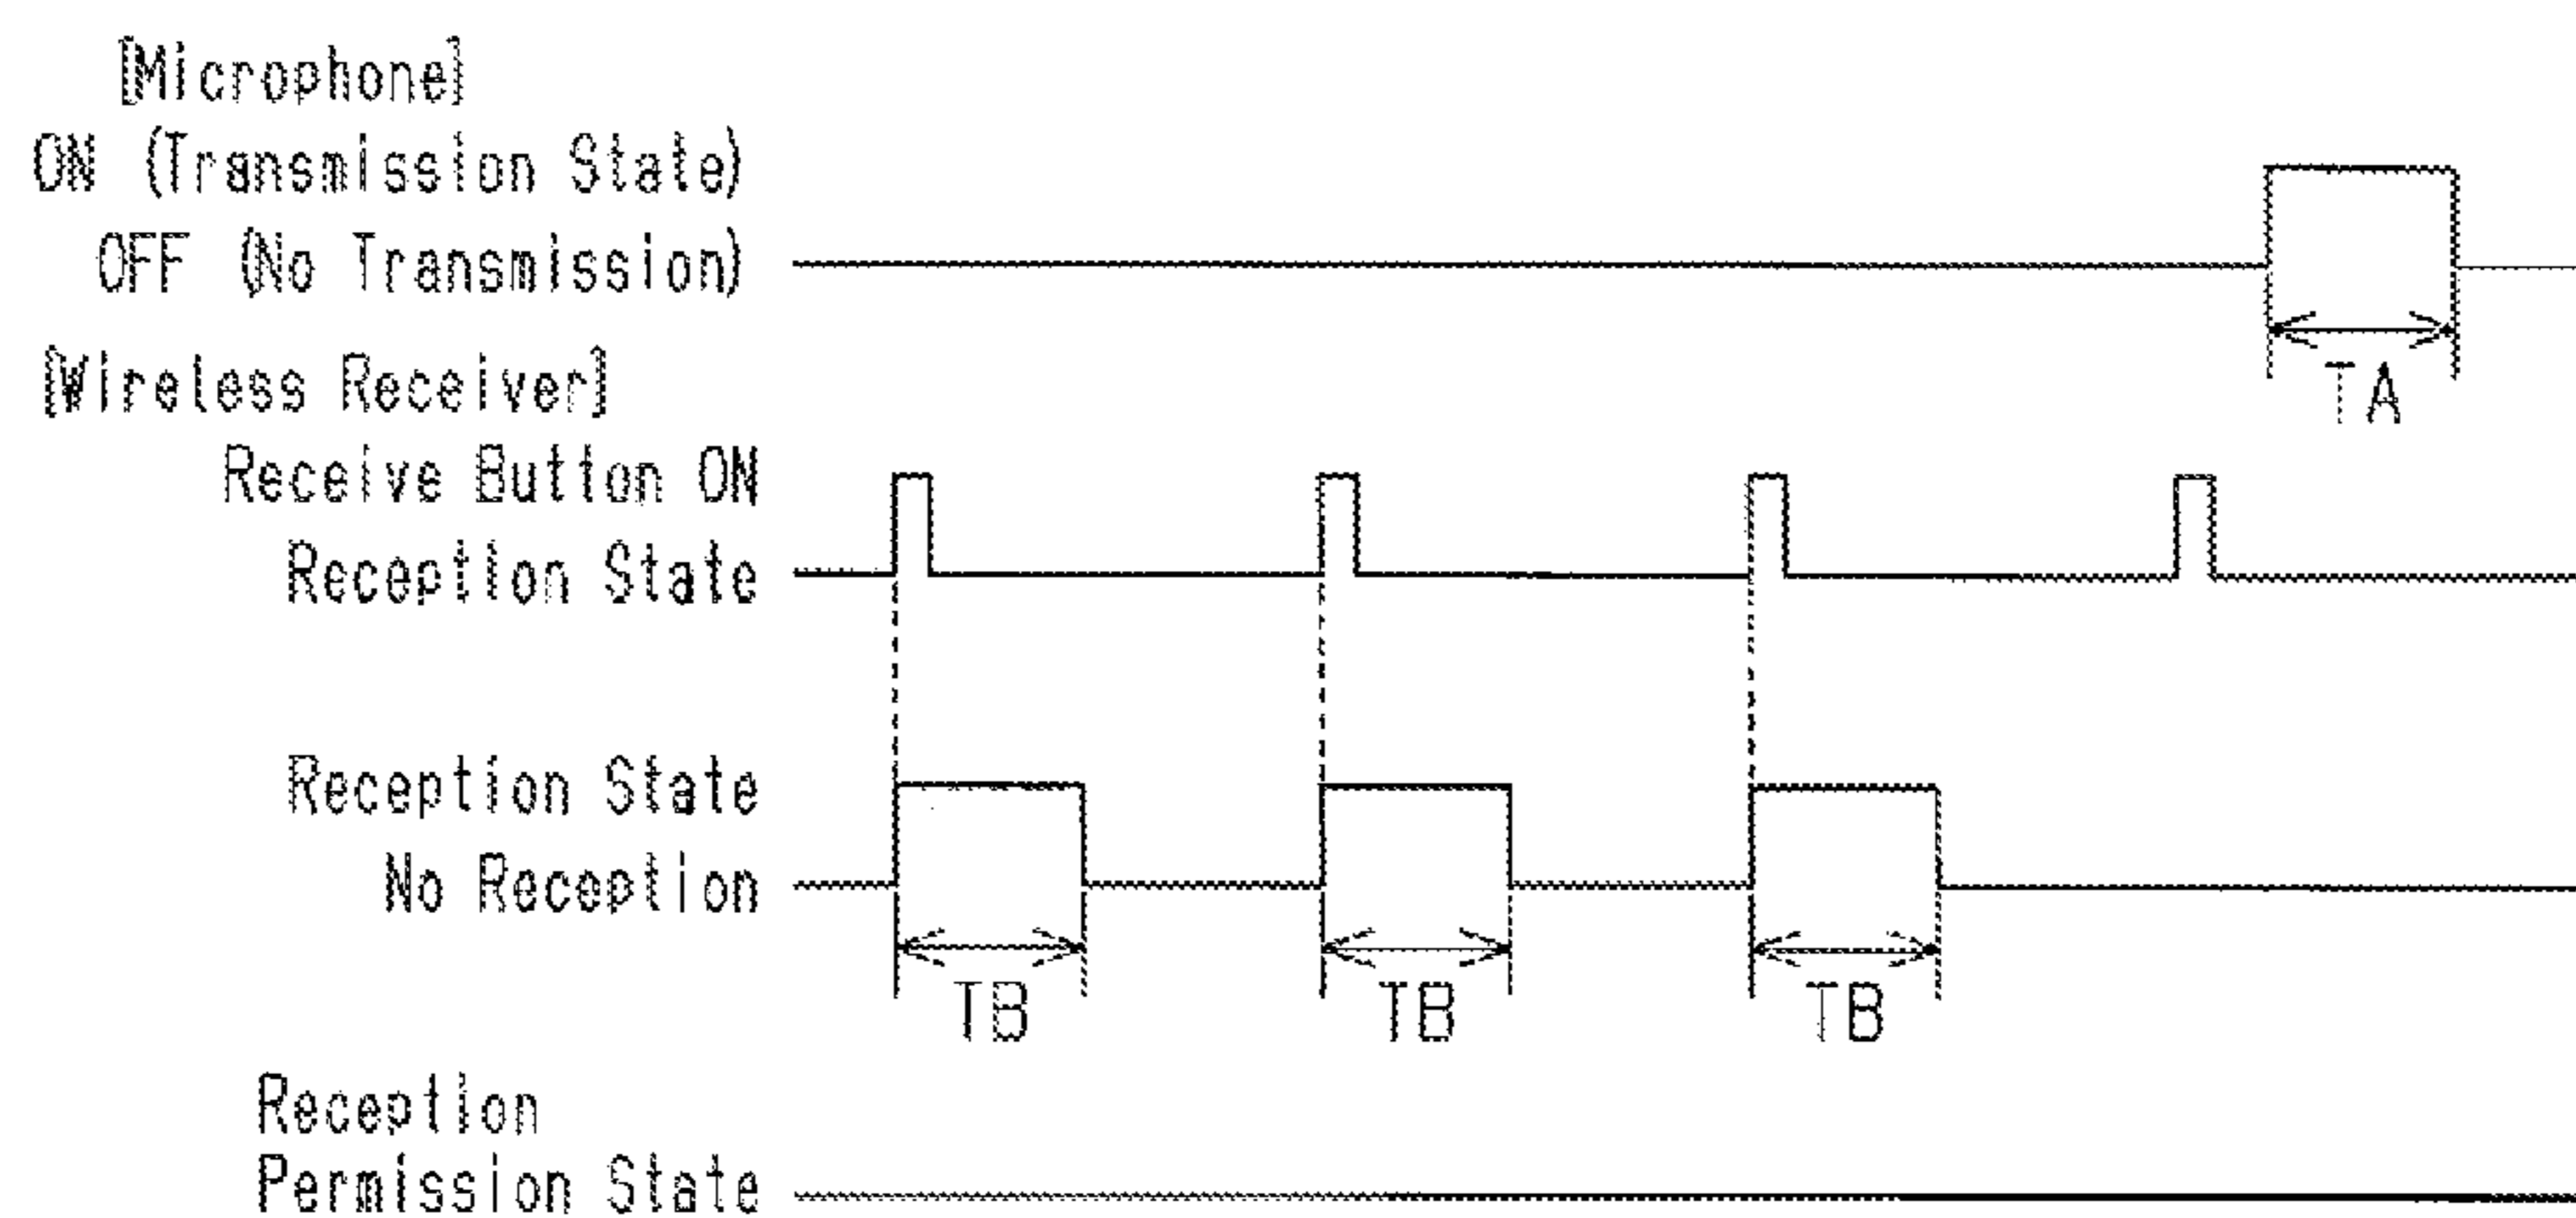 [Microphone]
ON (Transmission State)
OFF (No Transmission)
TA
[Wireless Receiver]
Receive Button ON
Reception State
Reception State
No Reception
TB TB TB
Reception
Permission State